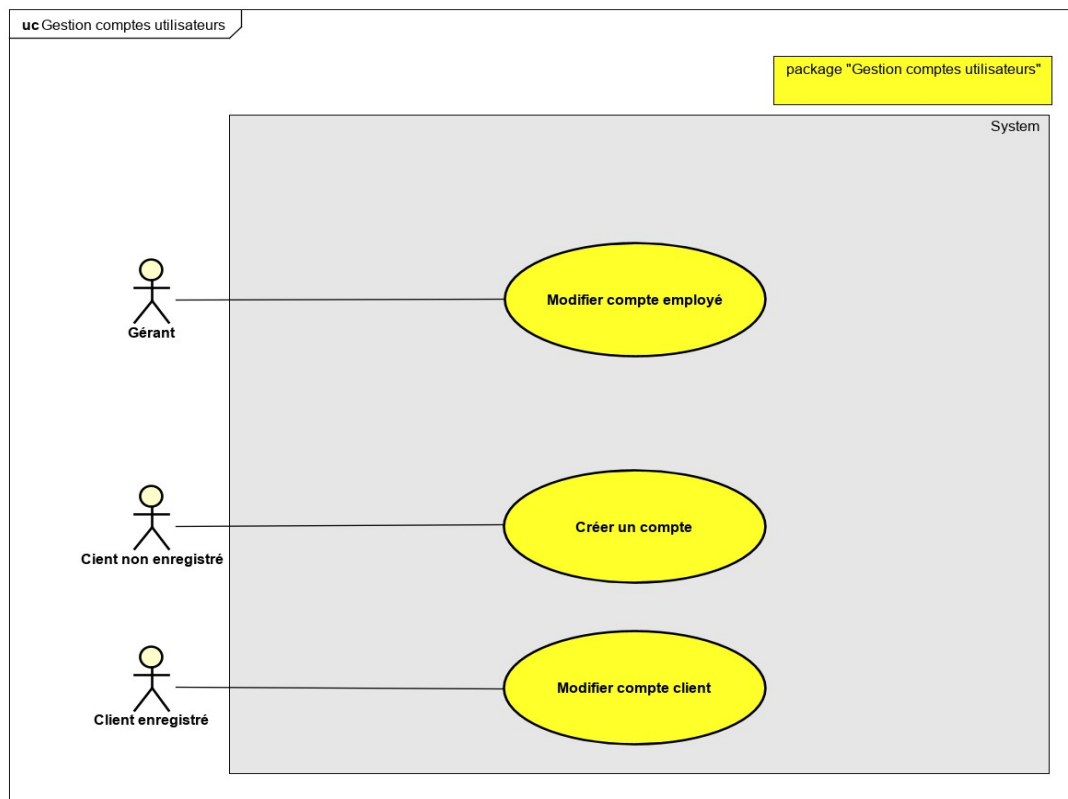 uc Gestion comptes utilisateurs
package "Gestion comptes utilisateurs"
System
Modifier compte employé
Gérant
Créer un compte
Cient non enregistré
Modifier compte client
Client enregistré